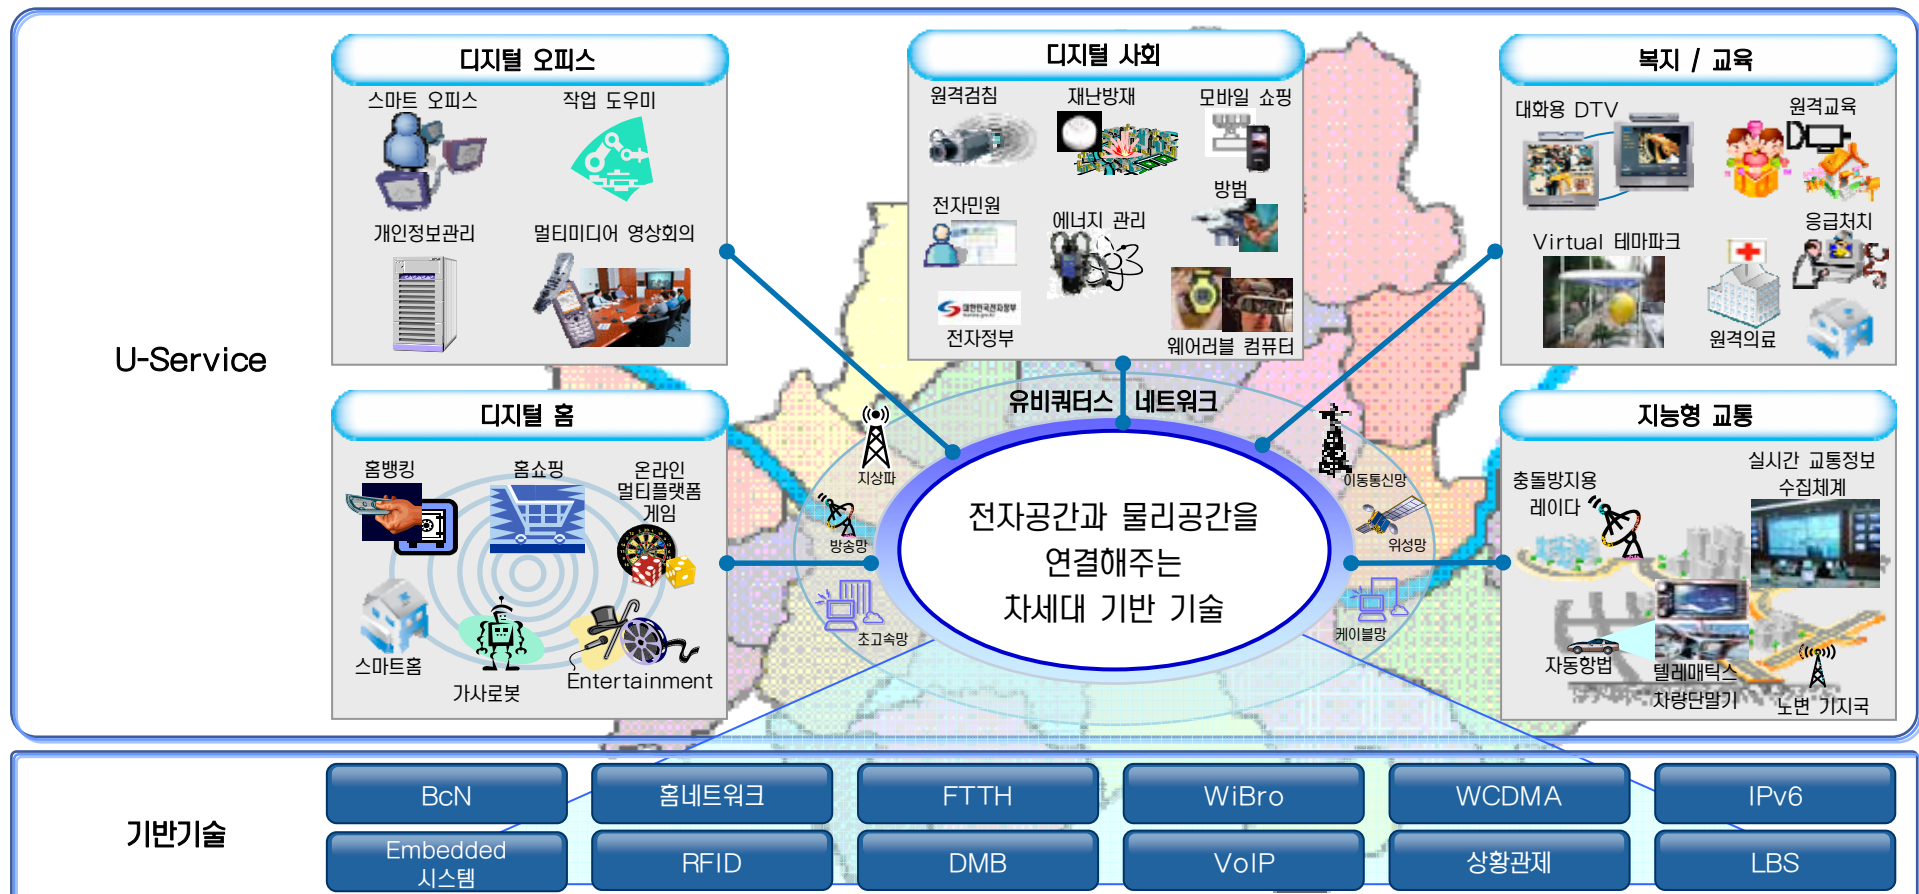 디지털 오피스
스마트 오피스
작업 도우미
개인정보관리
멀티미디어 영상회의
디지털 사회
원격검침
재난방재
모바일 쇼핑
전자민원
에너지 관리
방범
대한민국전자정부
전자정부
웨어러블 컴퓨터
복지 / 교육
대화용 DTV
원격교육
Virtual 테마파크
응급처치
원격의료
U-Service
디지털 홈
홈뱅킹
홈쇼핑
온라인
멀티플랫폼
게임
스마트홈
가사로봇
Entertainment
유비쿼터스 네트워크
지상파
방송망
초고속망
이동통신망
위성망
케이블망
전자공간과 물리공간을
연결해주는
차세대 기반 기술
지능형 교통
충돌방지용
레이다
실시간 교통정보
수집체계
자동항법
텔레매틱스
차량단말기
노변 기지국
기반기술
BcN
홈네트워크
FTTH
WiBro
WCDMA
IPv6
Embedded
시스템
RFID
DMB
VoIP
상황관제
LBS